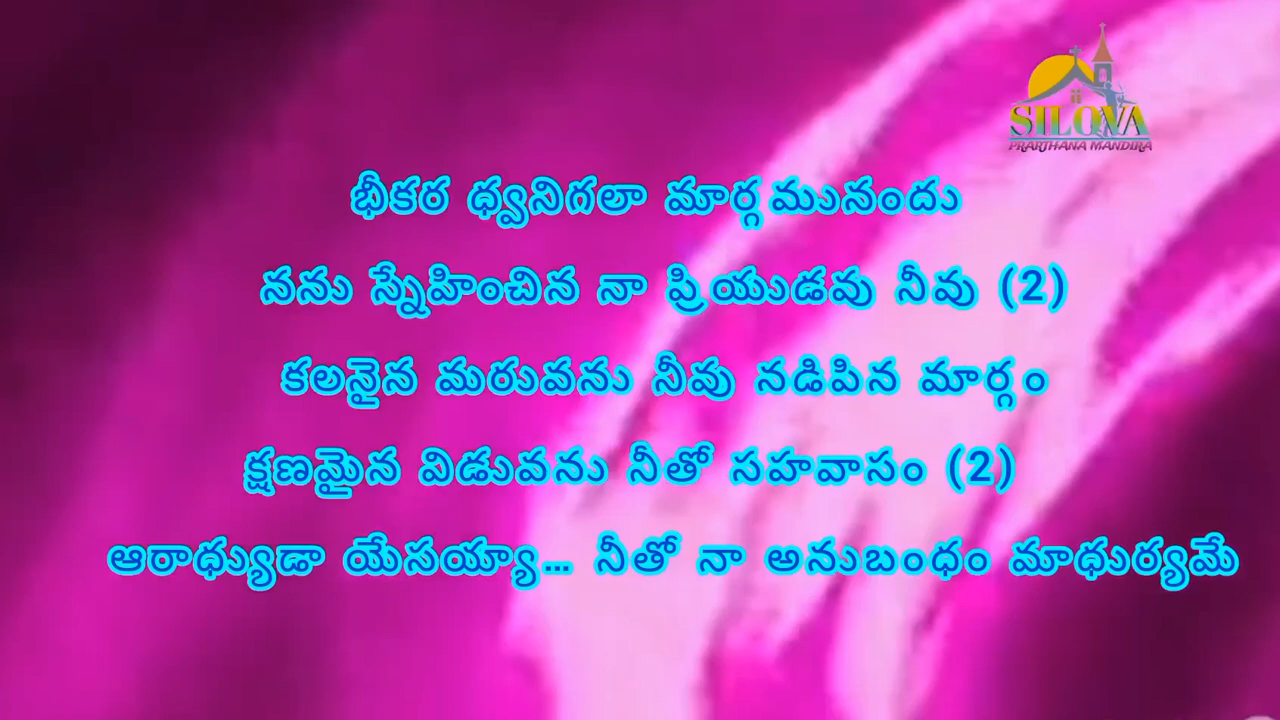 SILOVA
PRARTHANA MANDIRA
భీకర ధ్వనిగలా మార్గమునందు
నను స్నేహించిన నా ప్రియుడవు నీవు (2)
కలనైన మరువను నీవు నడిపిన మార్గం
క్షణమైన విడువను నీతో సహవాసం (2)
ఆరాధ్యుడా యేసయ్యా... నీతో నా అనుబంధం మాధుర్యమే